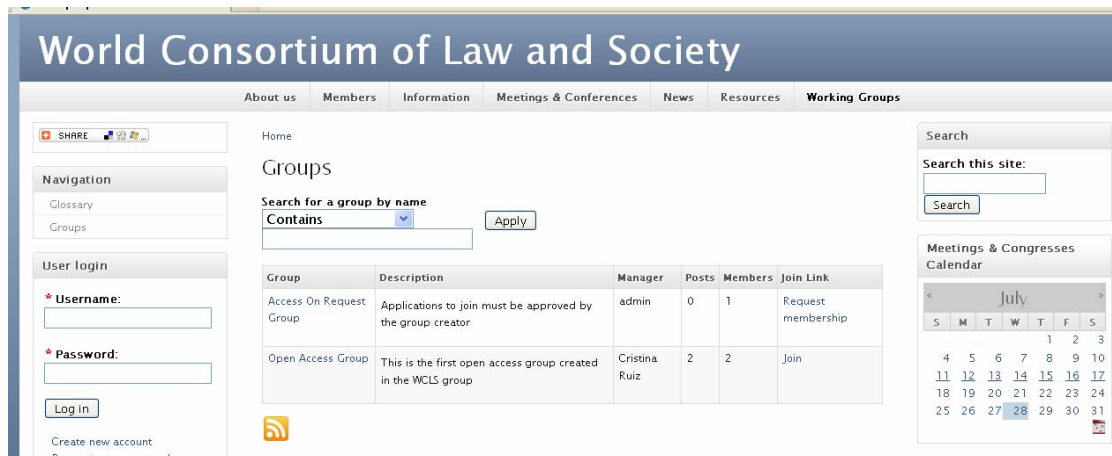 World Consortium of Law and Society
About us Members Information Meetings & Conferences News Resources Working Groups
SHARE
Navigation
Glossary
Groups
User login
* Username:
* Password:
Log in
Create new account
Home
Groups
Search for a group by name
Contains
Apply
Group Description Manager Posts Members Join Link
Access On Request Group
Applications to join must be approved by
the group creator
admin 0 1 Request membership
Open Access Group
This is the first open access group created
in the WCLS group
Cristina Ruiz 2 2 Join
Search
Search this site:
Search
Meetings & Congresses
Calendar
« July »
S M T W T F S
1 2 3
4 5 6 7 8 9 10
11 12 13 14 15 16 17
18 19 20 21 22 23 24
25 26 27 28 29 30 31